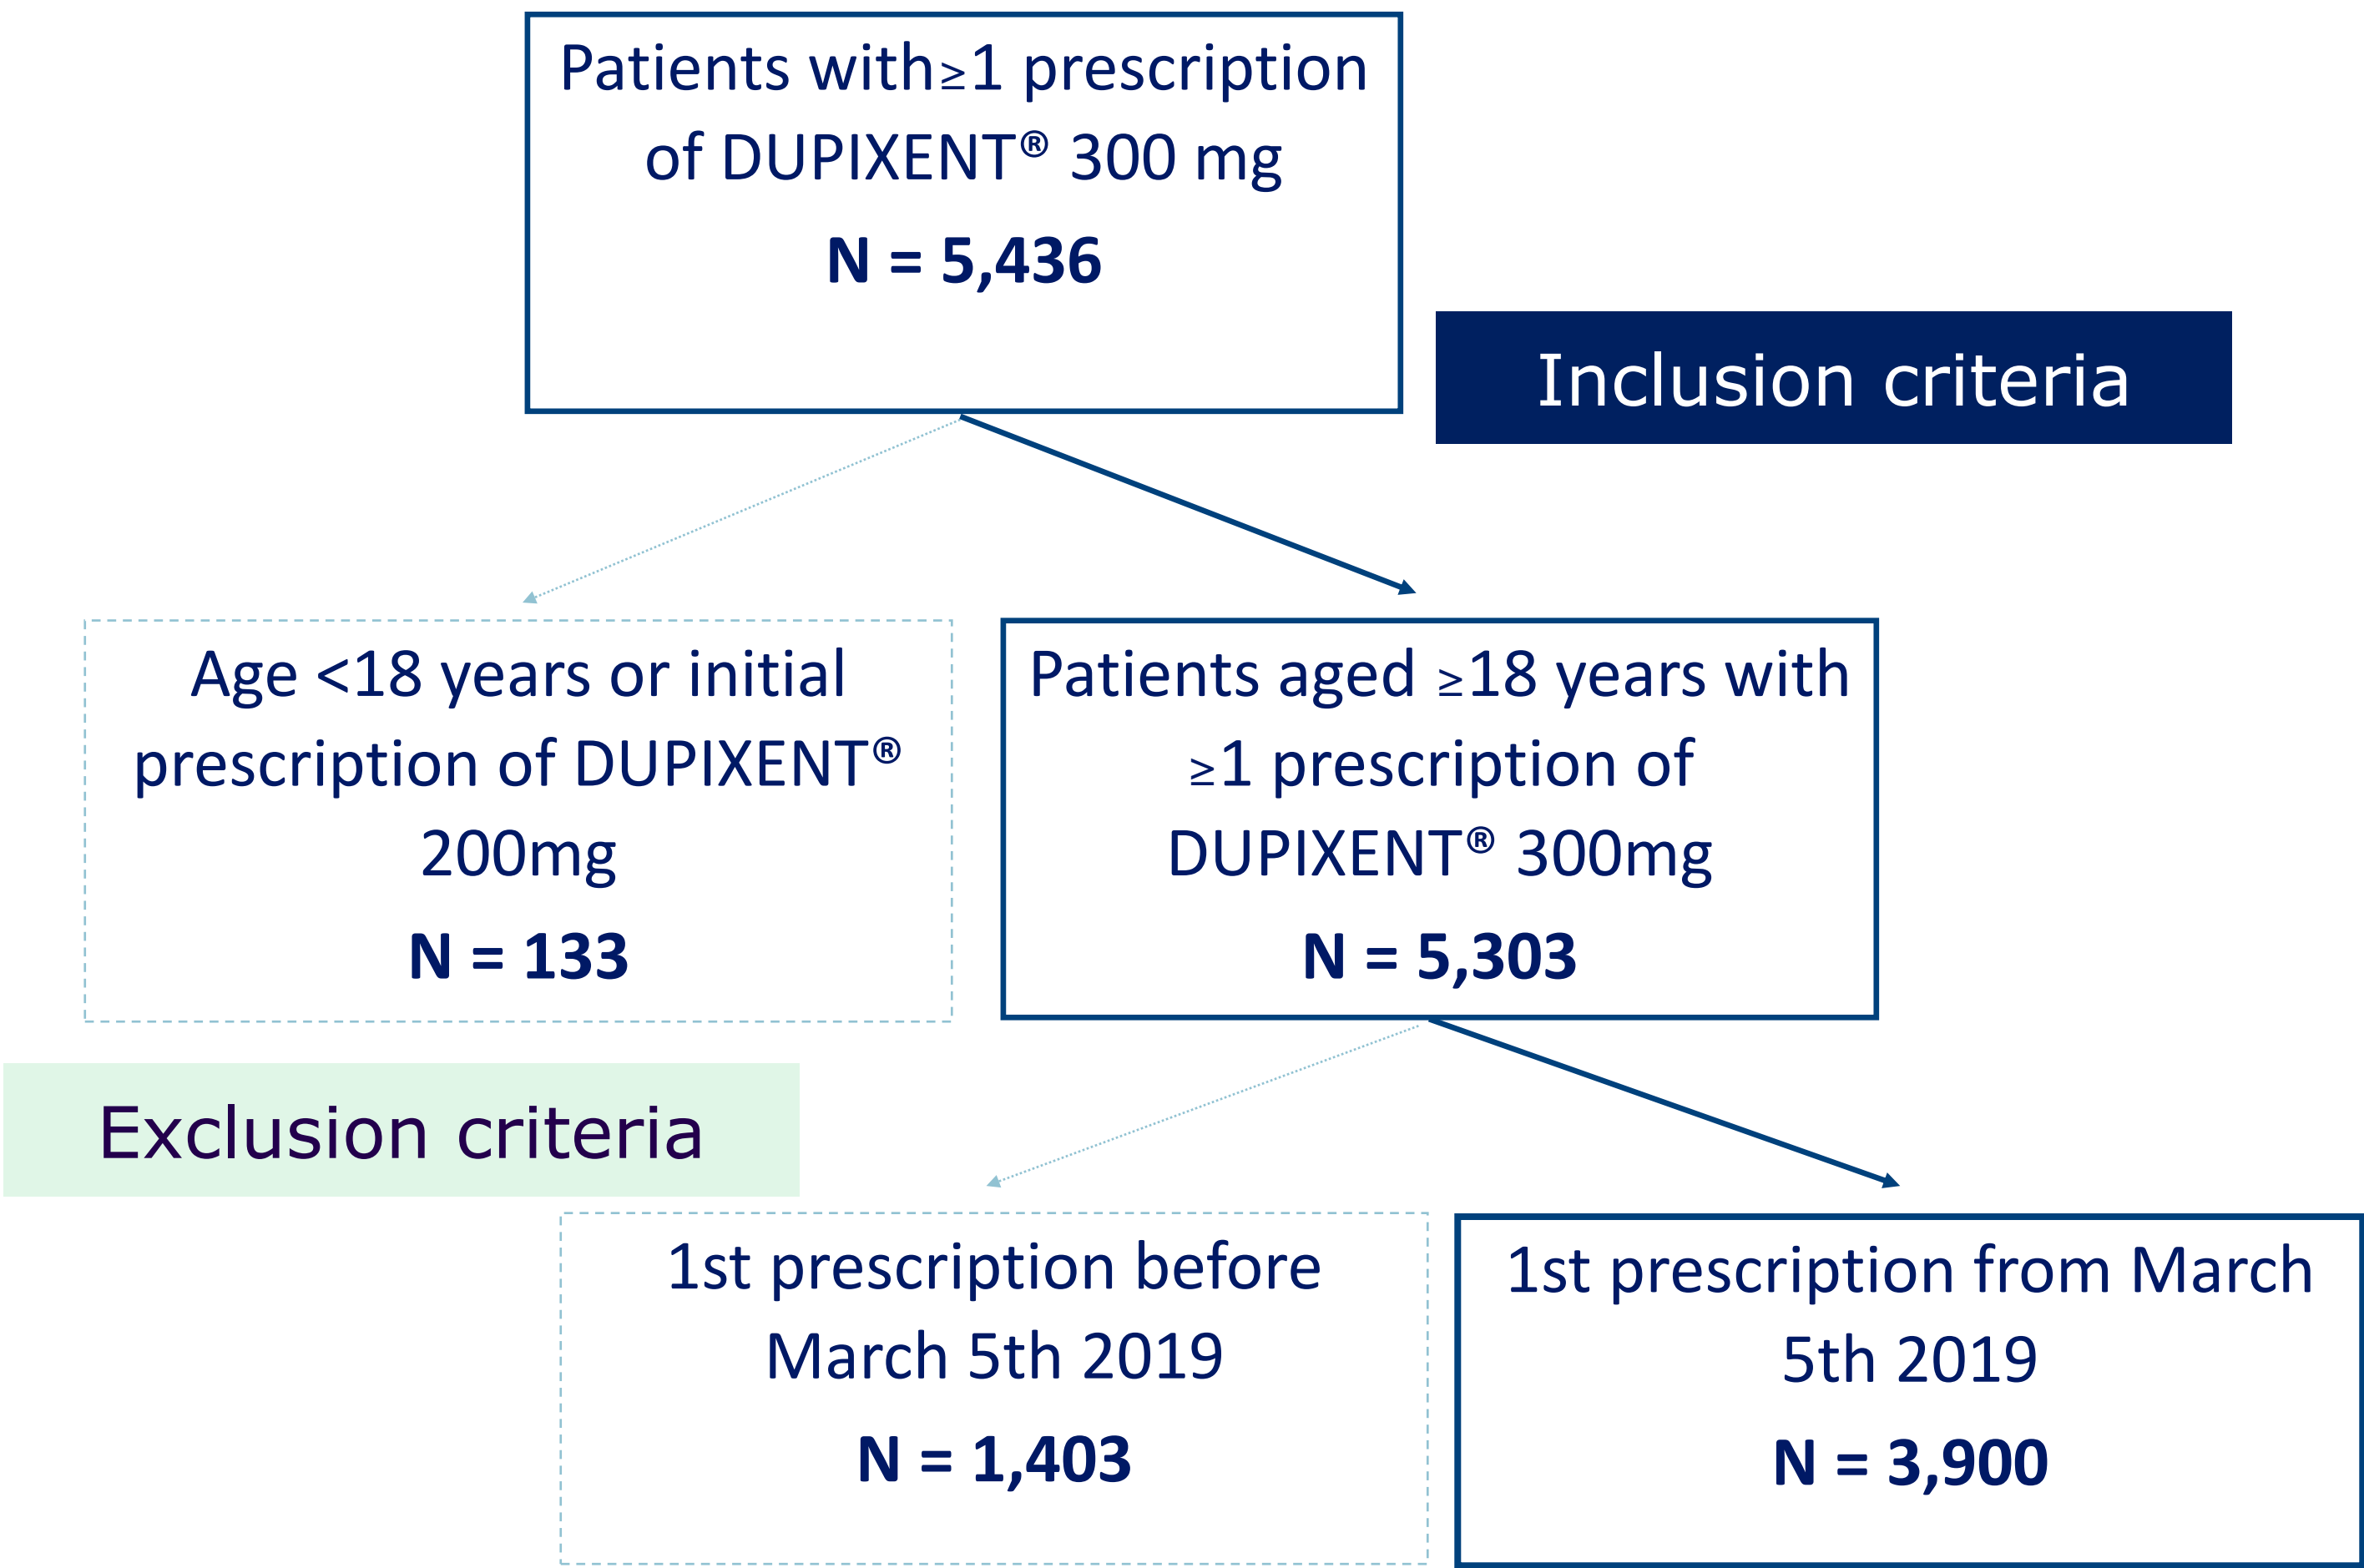 Patients with≥1 prescription
of DUPIXENT® 300 mg
N = 5,436
Inclusion criteria
Age <18 years or initial
prescription of DUPIXENT®
200mg
N = 133
Patients aged ≥18 years with
≥1 prescription of
DUPIXENT® 300mg
N = 5,303
Exclusion criteria
1st prescription before
March 5th 2019
N = 1,403
1st prescription from March
5th 2019
N = 3,900